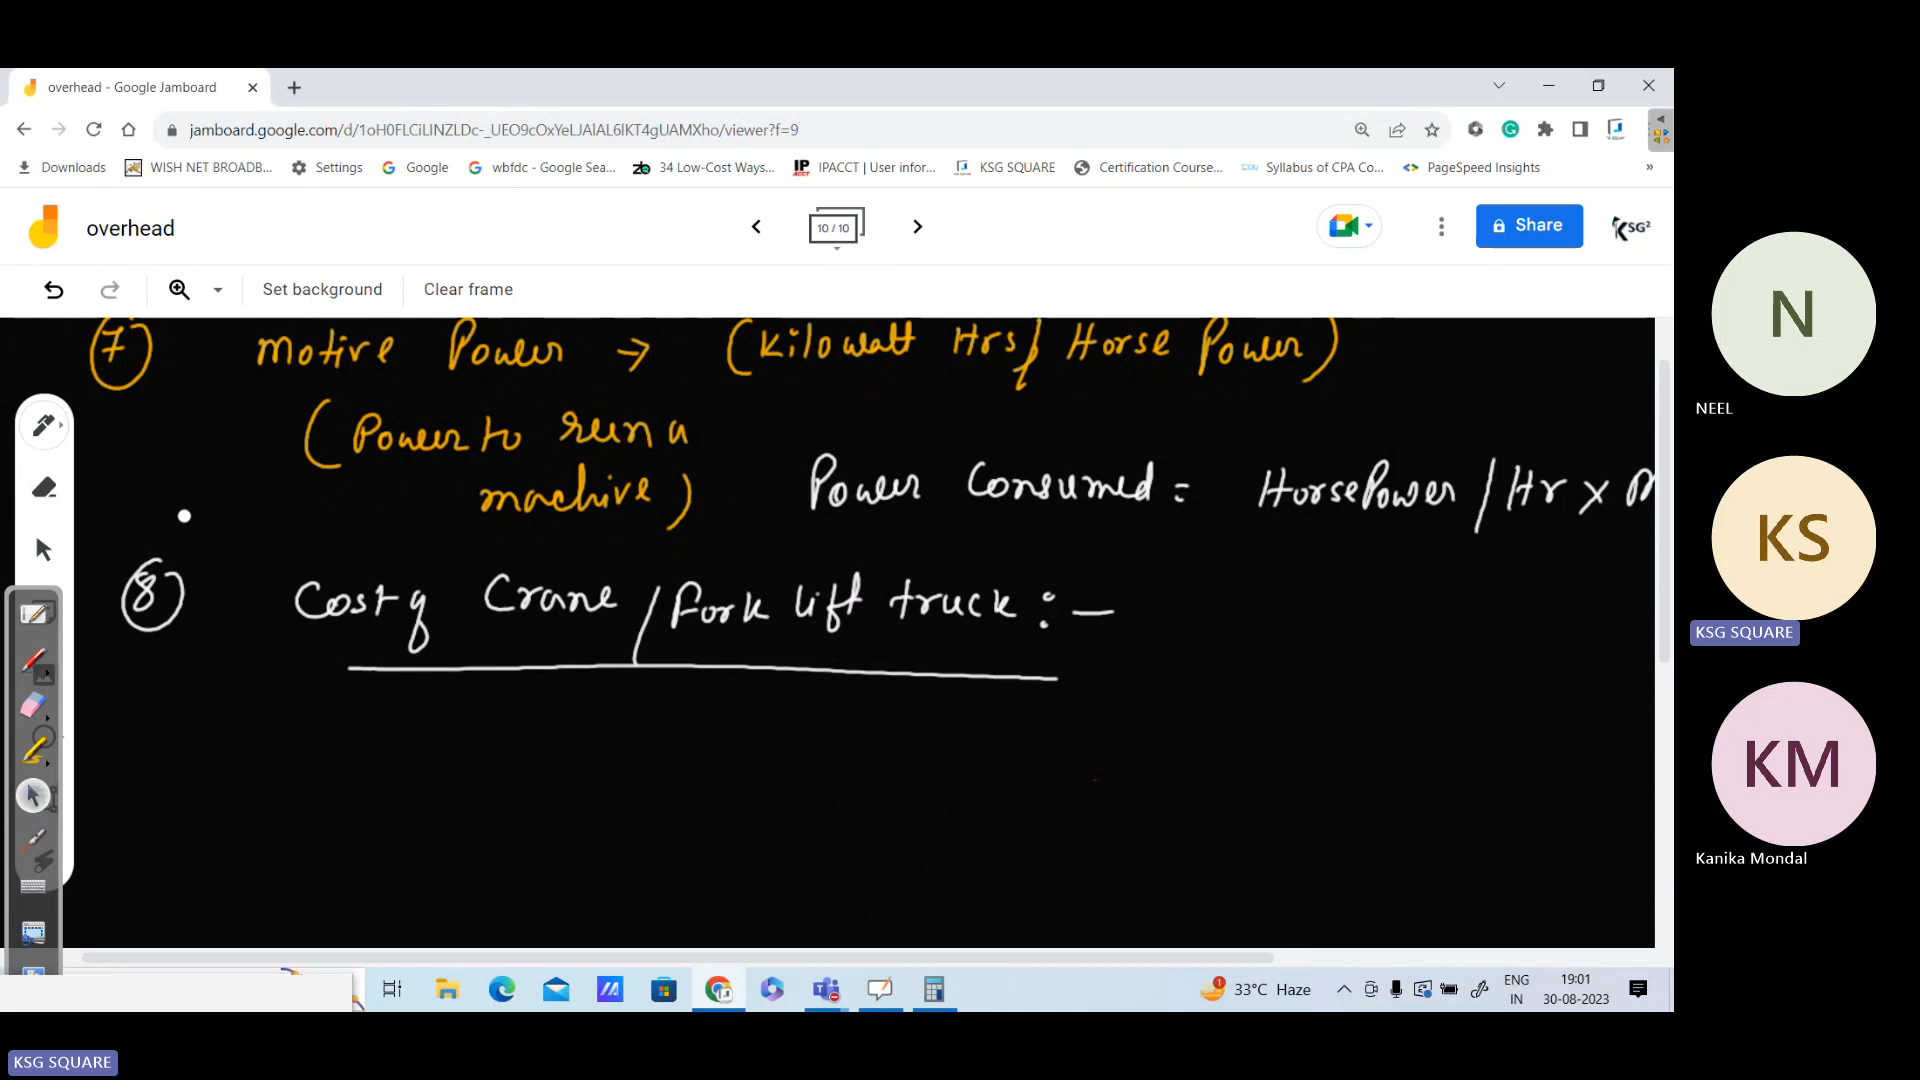 overhead - Google Jamboard
jamboard.google.com/d/1oH0FLCiLINZLDc-_UEO9cOxYeLJAlAL6lKT4gUAMXho/viewer?f=9
Downloads WISH NET BROADB... Settings Google wbfdc - Google Sea... 34 Low-Cost Ways... IPACCT | User infor... KSG SQUARE Certification Course... Syllabus of CPA Co... PageSpeed Insights »
overhead 10 / 10 Share KSG²
Set background Clear frame
7 Motive Power → (Kilowatt Hrs/ Horse Power)
(Power to run a
machine) Power Consumed = HorsePower / Hr ×
8 Cost of Crane / Fork lift truck : —
N
NEEL
KS
KSG SQUARE
KM
Kanika Mondal
1 33°C Haze ENG IN 19:01 30-08-2023
KSG SQUARE